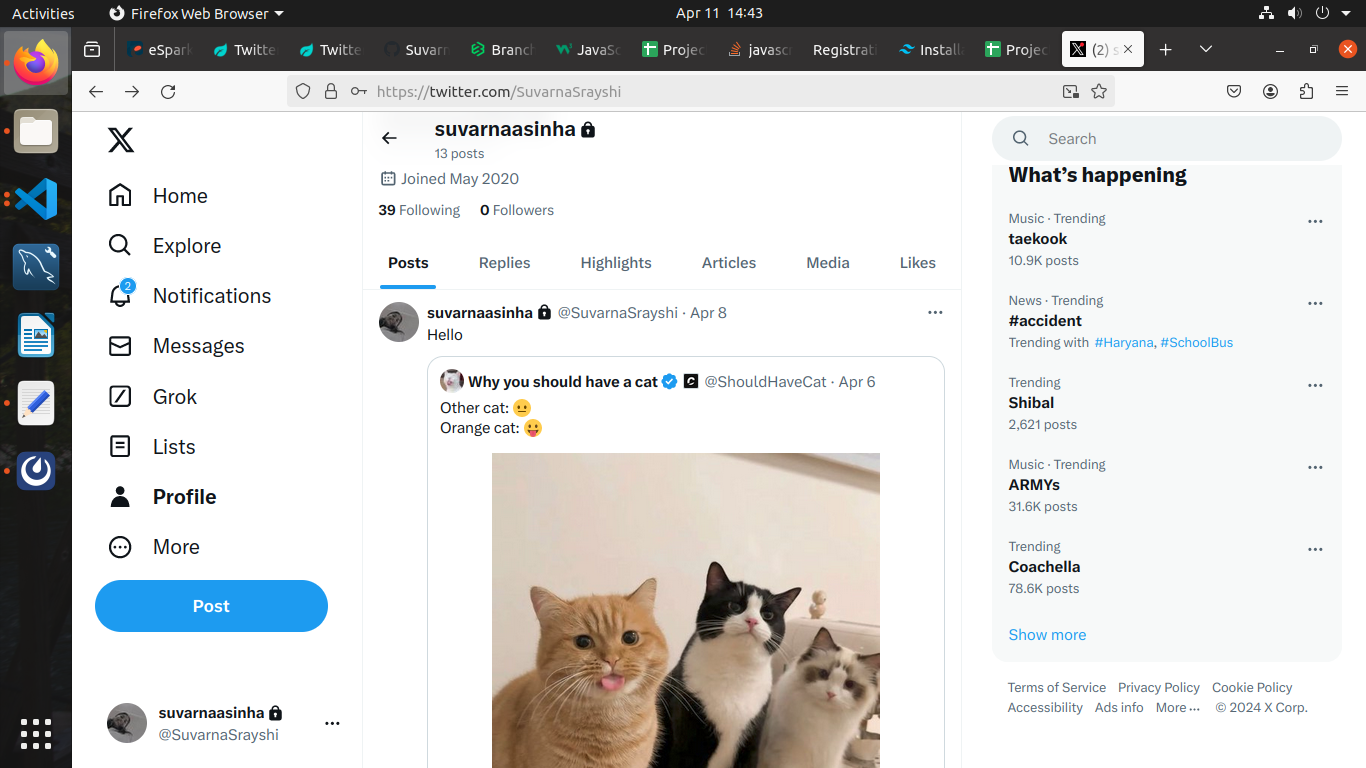 Activities
Firefox Web Browser
Apr 11 14:43
eSpark
Twitte
Twitte
Suvarn
Branch
JavaSc
Projec
javascr
Registrati
Install
Projec
(2) s
https://twitter.com/SuvarnaSrayshi
Home
Explore
2
Notifications
Messages
Grok
Lists
Profile
More
Post
suvarnaasinha
@SuvarnaSrayshi
suvarnaasinha
13 posts
Joined May 2020
39 Following 0 Followers
Posts Replies Highlights Articles Media Likes
suvarnaasinha @SuvarnaSrayshi · Apr 8
Hello
Why you should have a cat @ShouldHaveCat · Apr 6
Other cat: 😐
Orange cat: 😛
Search
What's happening
Music · Trending
taekook
10.9K posts
News · Trending
#accident
Trending with #Haryana, #SchoolBus
Trending
Shibal
2,621 posts
Music · Trending
ARMYs
31.6K posts
Trending
Coachella
78.6K posts
Show more
Terms of Service Privacy Policy Cookie Policy
Accessibility Ads info More ··· © 2024 X Corp.